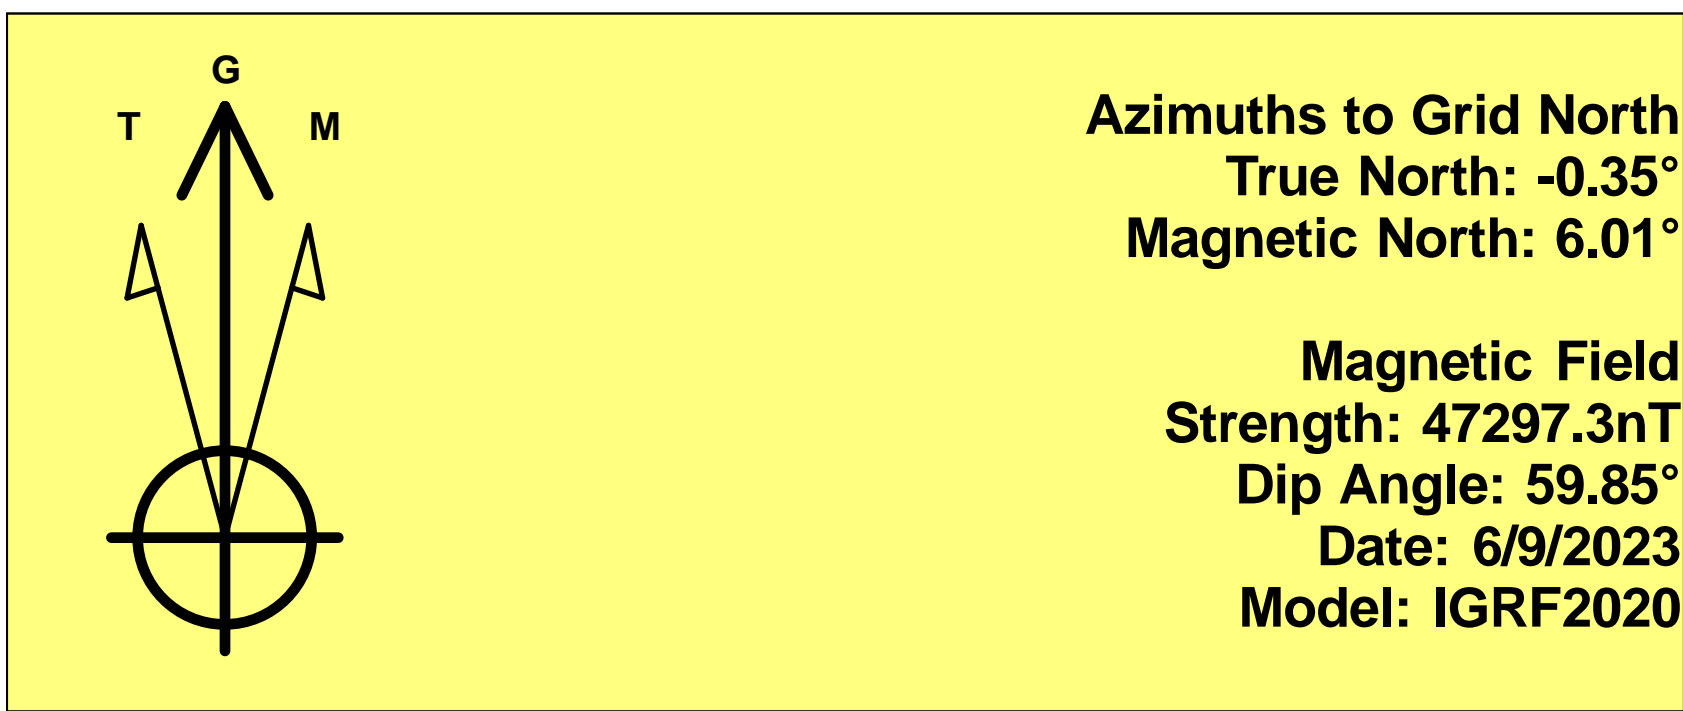 G
T M
Azimuths to Grid North
True North: -0.35°
Magnetic North: 6.01°
Magnetic Field
Strength: 47297.3nT
Dip Angle: 59.85°
Date: 6/9/2023
Model: IGRF2020